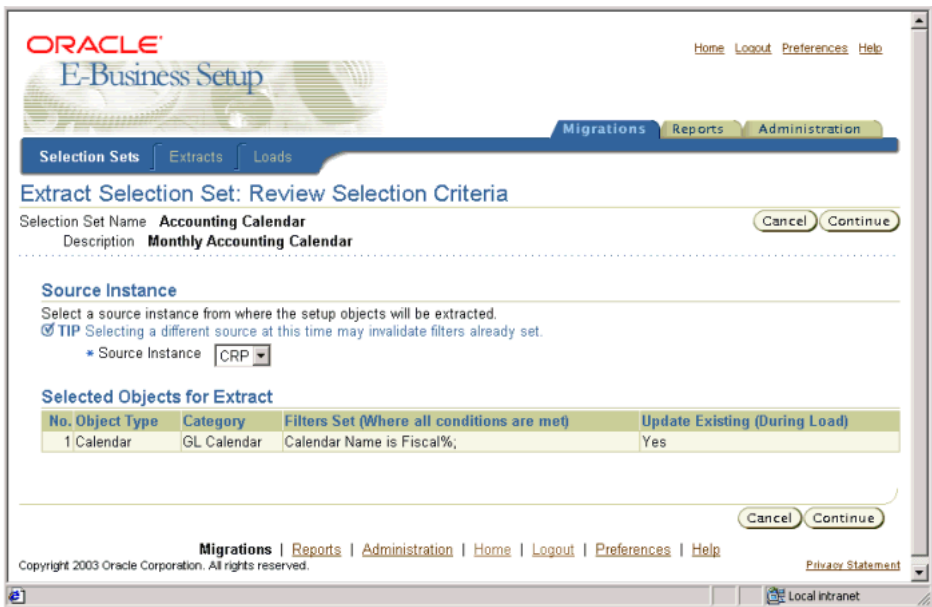 ORACLE
E-Business Setup
Home Logout Preferences Help
Migrations Reports Administration
Selection Sets Extracts Loads
Extract Selection Set: Review Selection Criteria
Selection Set Name Accounting Calendar
Cancel Continue
Description Monthly Accounting Calendar
Source Instance
Select a source instance from where the setup objects will be extracted.
TIP Selecting a different source at this time may invalidate filters already set.
* Source Instance CRP
Selected Objects for Extract
No. Object Type Category Filters Set (Where all conditions are met) Update Existing (During Load)
1 Calendar GL Calendar Calendar Name is Fiscal%; Yes
Cancel Continue
Migrations | Reports | Administration | Home | Logout | Preferences | Help
Copyright 2003 Oracle Corporation. All rights reserved. Privacy Statement
Local intranet